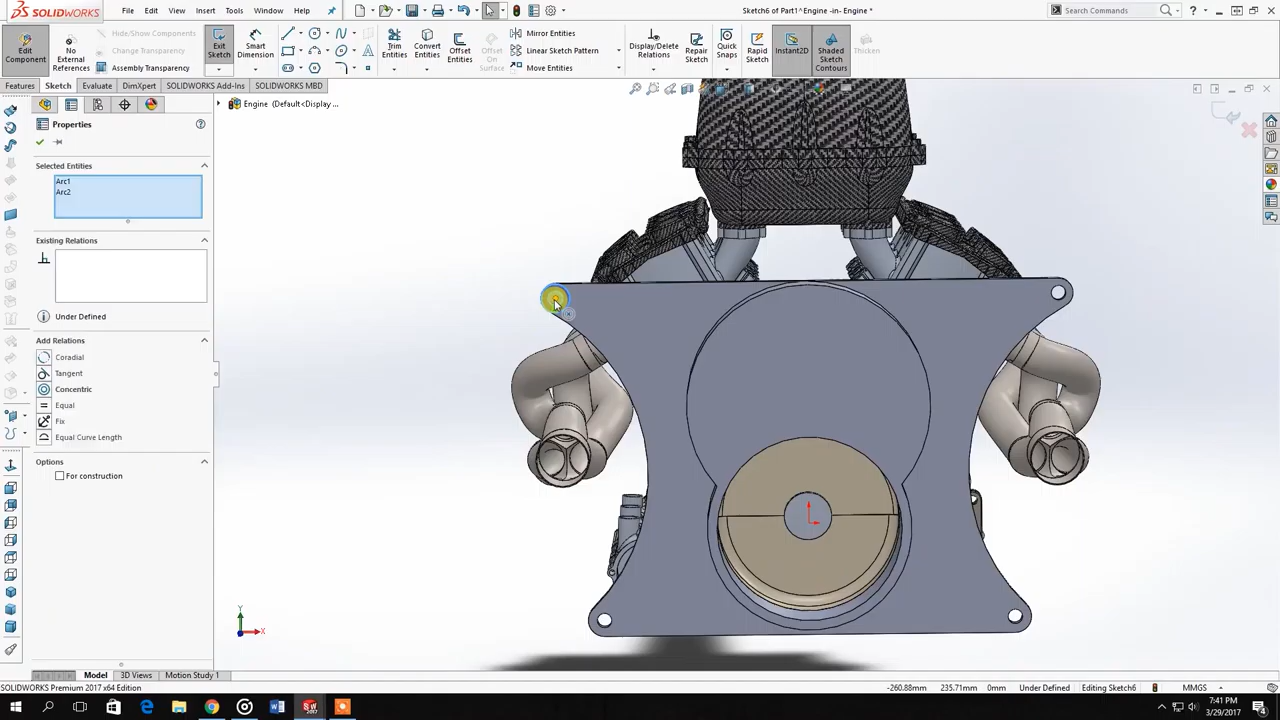 SOLIDWORKS
File Edit View Insert Tools Window Help
Sketch6 of Part1^Engine -in- Engine *
Search Commands
Edit Component
No External References
Hide/Show Components
Change Transparency
Assembly Transparency
Exit Sketch
Smart Dimension
Trim Entities
Convert Entities
Offset Entities
Offset On Surface
Mirror Entities
Linear Sketch Pattern
Move Entities
Display/Delete Relations
Repair Sketch
Quick Snaps
Rapid Sketch
Instant2D
Shaded Sketch Contours
Thicken
Features Sketch Evaluate DimXpert SOLIDWORKS Add-Ins SOLIDWORKS MBD
Engine (Default<Display ...
Properties
Selected Entities
Arc1
Arc2
Existing Relations
Under Defined
Add Relations
Coradial
Tangent
Concentric
Equal
Fix
Equal Curve Length
Options
For construction
Y
X
Model 3D Views Motion Study 1
SOLIDWORKS Premium 2017 x64 Edition
-260.88mm 235.71mm 0mm Under Defined Editing Sketch6 MMGS
7:41 PM
3/29/2017